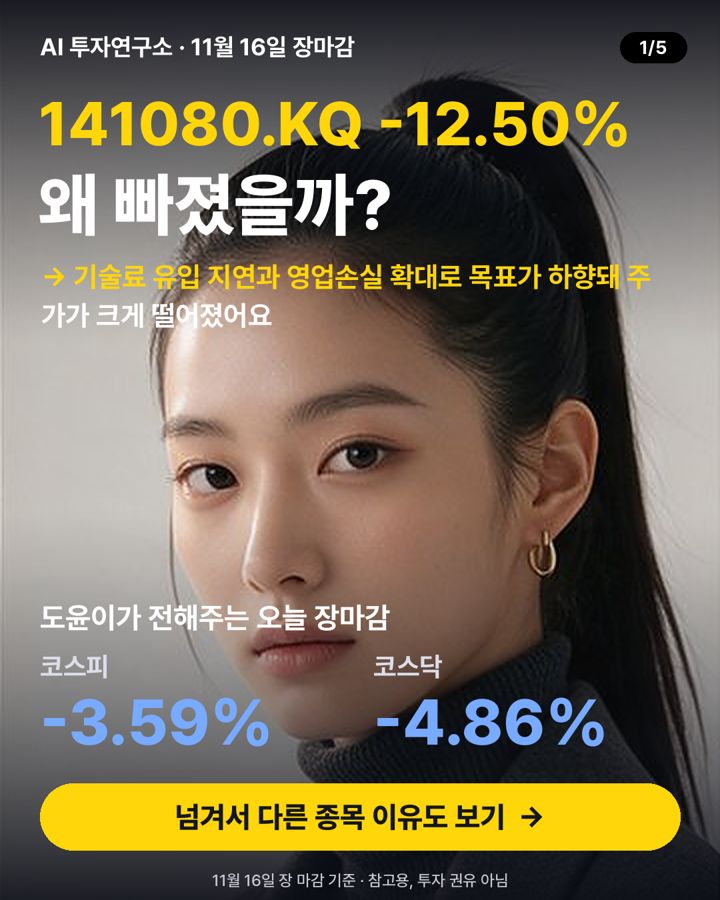 AI 투자연구소 · 11월 16일 장마감
1/5
141080.KQ -12.50%
왜 빠졌을까?
→ 기술료 유입 지연과 영업손실 확대로 목표가 하향돼 주
가가 크게 떨어졌어요
도윤이가 전해주는 오늘 장마감
코스피 코스닥
-3.59% -4.86%
넘겨서 다른 종목 이유도 보기 →
11월 16일 장 마감 기준 · 참고용, 투자 권유 아님